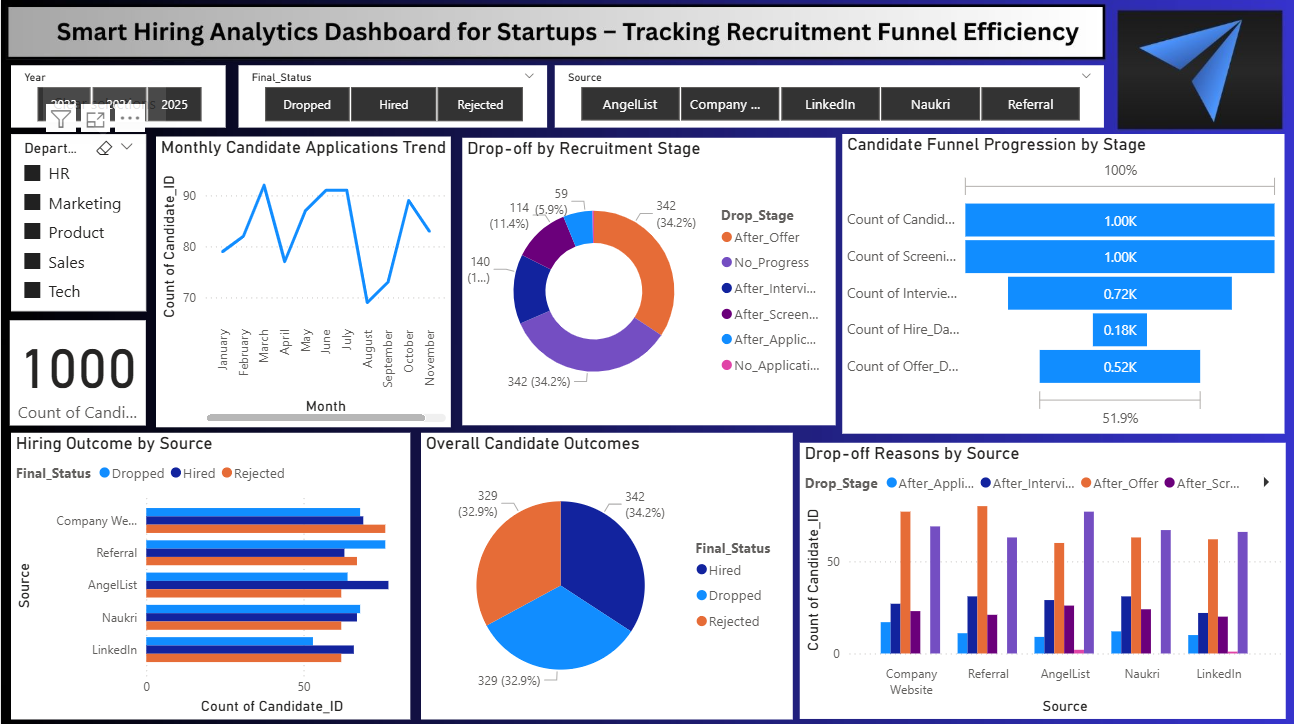 Smart Hiring Analytics Dashboard for Startups – Tracking Recruitment Funnel Efficiency
Year
2023 2024 2025
Final_Status
Dropped Hired Rejected
Source
AngelList Company ... LinkedIn Naukri Referral
Depart...
HR
Marketing
Product
Sales
Tech
1000
Count of Candi...
Monthly Candidate Applications Trend
Count of Candidate_ID
90
80
70
January
February
March
April
May
June
July
August
September
October
November
Month
Drop-off by Recruitment Stage
59
(5.9%)
114
(11.4%)
140
(1...)
342
(34.2%)
342 (34.2%)
Drop_Stage
After_Offer
No_Progress
After_Intervi...
After_Screen...
After_Applic...
No_Applicati...
Candidate Funnel Progression by Stage
100%
Count of Candid... 1.00K
Count of Screeni... 1.00K
Count of Intervie... 0.72K
Count of Hire_Da... 0.18K
Count of Offer_D... 0.52K
51.9%
Hiring Outcome by Source
Final_Status Dropped Hired Rejected
Source
Company We...
Referral
AngelList
Naukri
LinkedIn
0 50
Count of Candidate_ID
Overall Candidate Outcomes
329
(32.9%)
342
(34.2%)
329 (32.9%)
Final_Status
Hired
Dropped
Rejected
Drop-off Reasons by Source
Drop_Stage After_Appli... After_Intervi... After_Offer After_Scr...
Count of Candidate_ID
50
0
Company
Website
Referral AngelList Naukri LinkedIn
Source